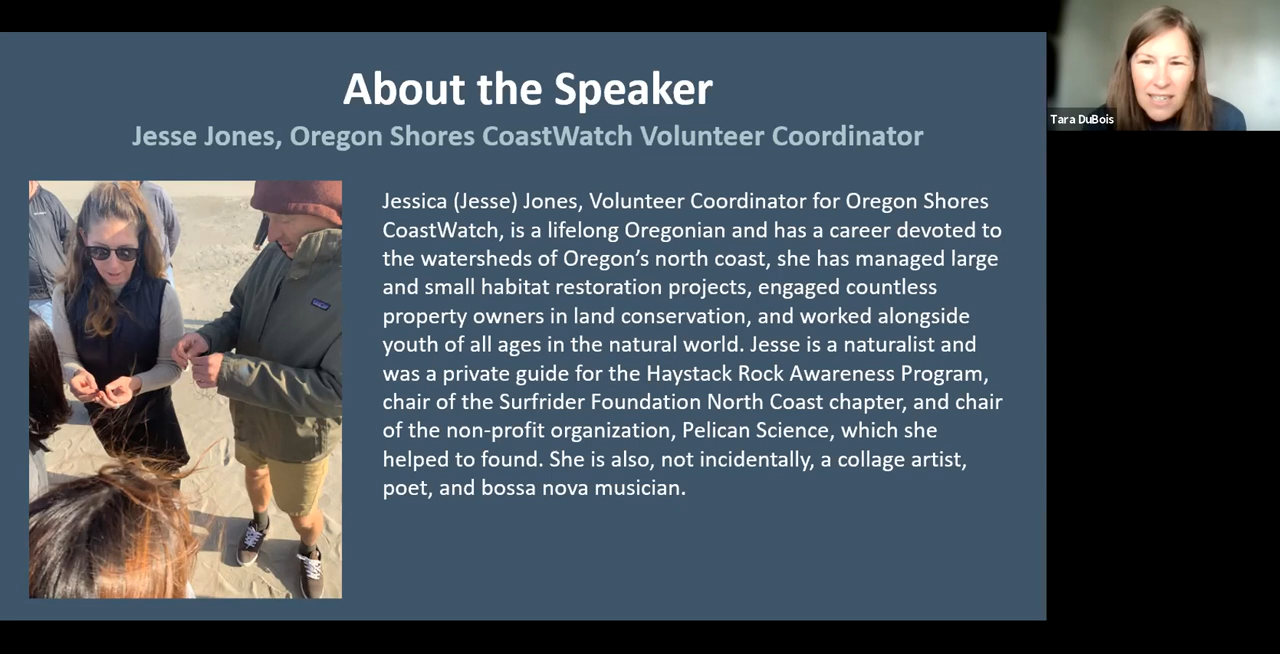 About the Speaker
Jesse Jones, Oregon Shores CoastWatch Volunteer Coordinator
Jessica (Jesse) Jones, Volunteer Coordinator for Oregon Shores
CoastWatch, is a lifelong Oregonian and has a career devoted to
the watersheds of Oregon’s north coast, she has managed large
and small habitat restoration projects, engaged countless
property owners in land conservation, and worked alongside
youth of all ages in the natural world. Jesse is a naturalist and
was a private guide for the Haystack Rock Awareness Program,
chair of the Surfrider Foundation North Coast chapter, and chair
of the non-profit organization, Pelican Science, which she
helped to found. She is also, not incidentally, a collage artist,
poet, and bossa nova musician.
Tara DuBois